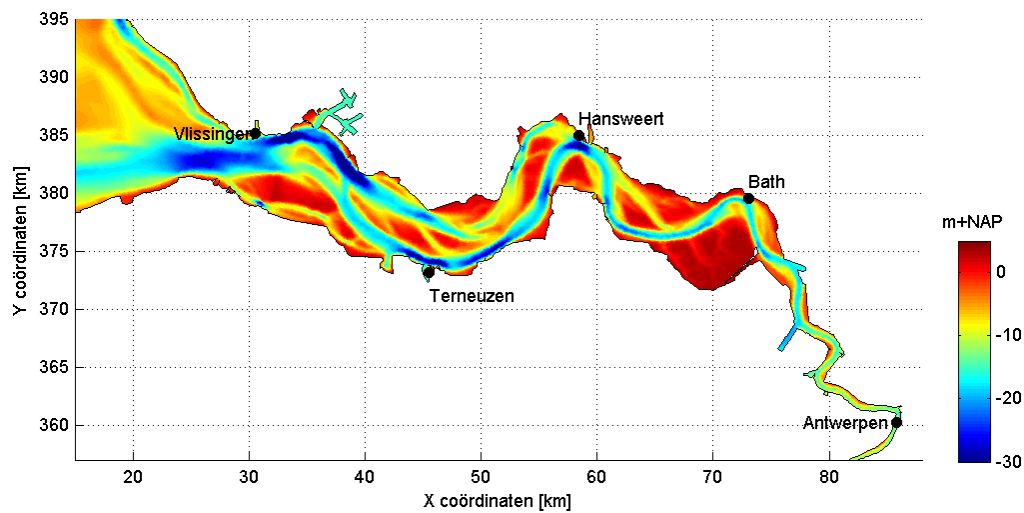 395
390
385
380
375
370
365
360
Y coördinaten [km]
Vlissingen
Hansweert
Bath
Terneuzen
Antwerpen
20 30 40 50 60 70 80
X coördinaten [km]
m+NAP
0
-10
-20
-30